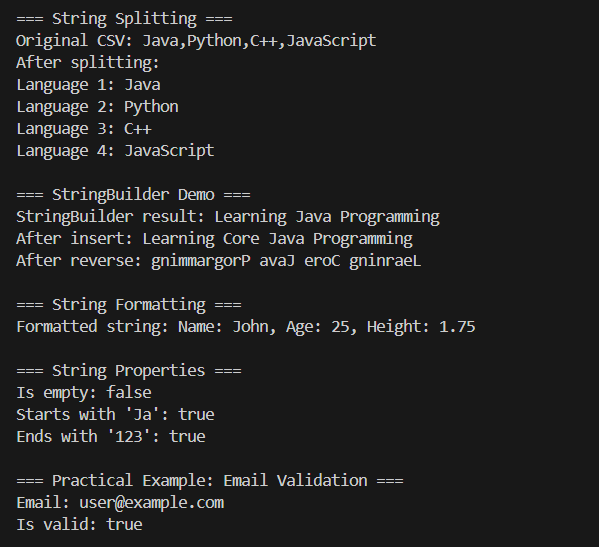 === String Splitting ===
Original CSV: Java,Python,C++,JavaScript
After splitting:
Language 1: Java
Language 2: Python
Language 3: C++
Language 4: JavaScript

=== StringBuilder Demo ===
StringBuilder result: Learning Java Programming
After insert: Learning Core Java Programming
After reverse: gnimmargorP avaJ eroC gninraeL

=== String Formatting ===
Formatted string: Name: John, Age: 25, Height: 1.75

=== String Properties ===
Is empty: false
Starts with 'Ja': true
Ends with '123': true

=== Practical Example: Email Validation ===
Email: user@example.com
Is valid: true